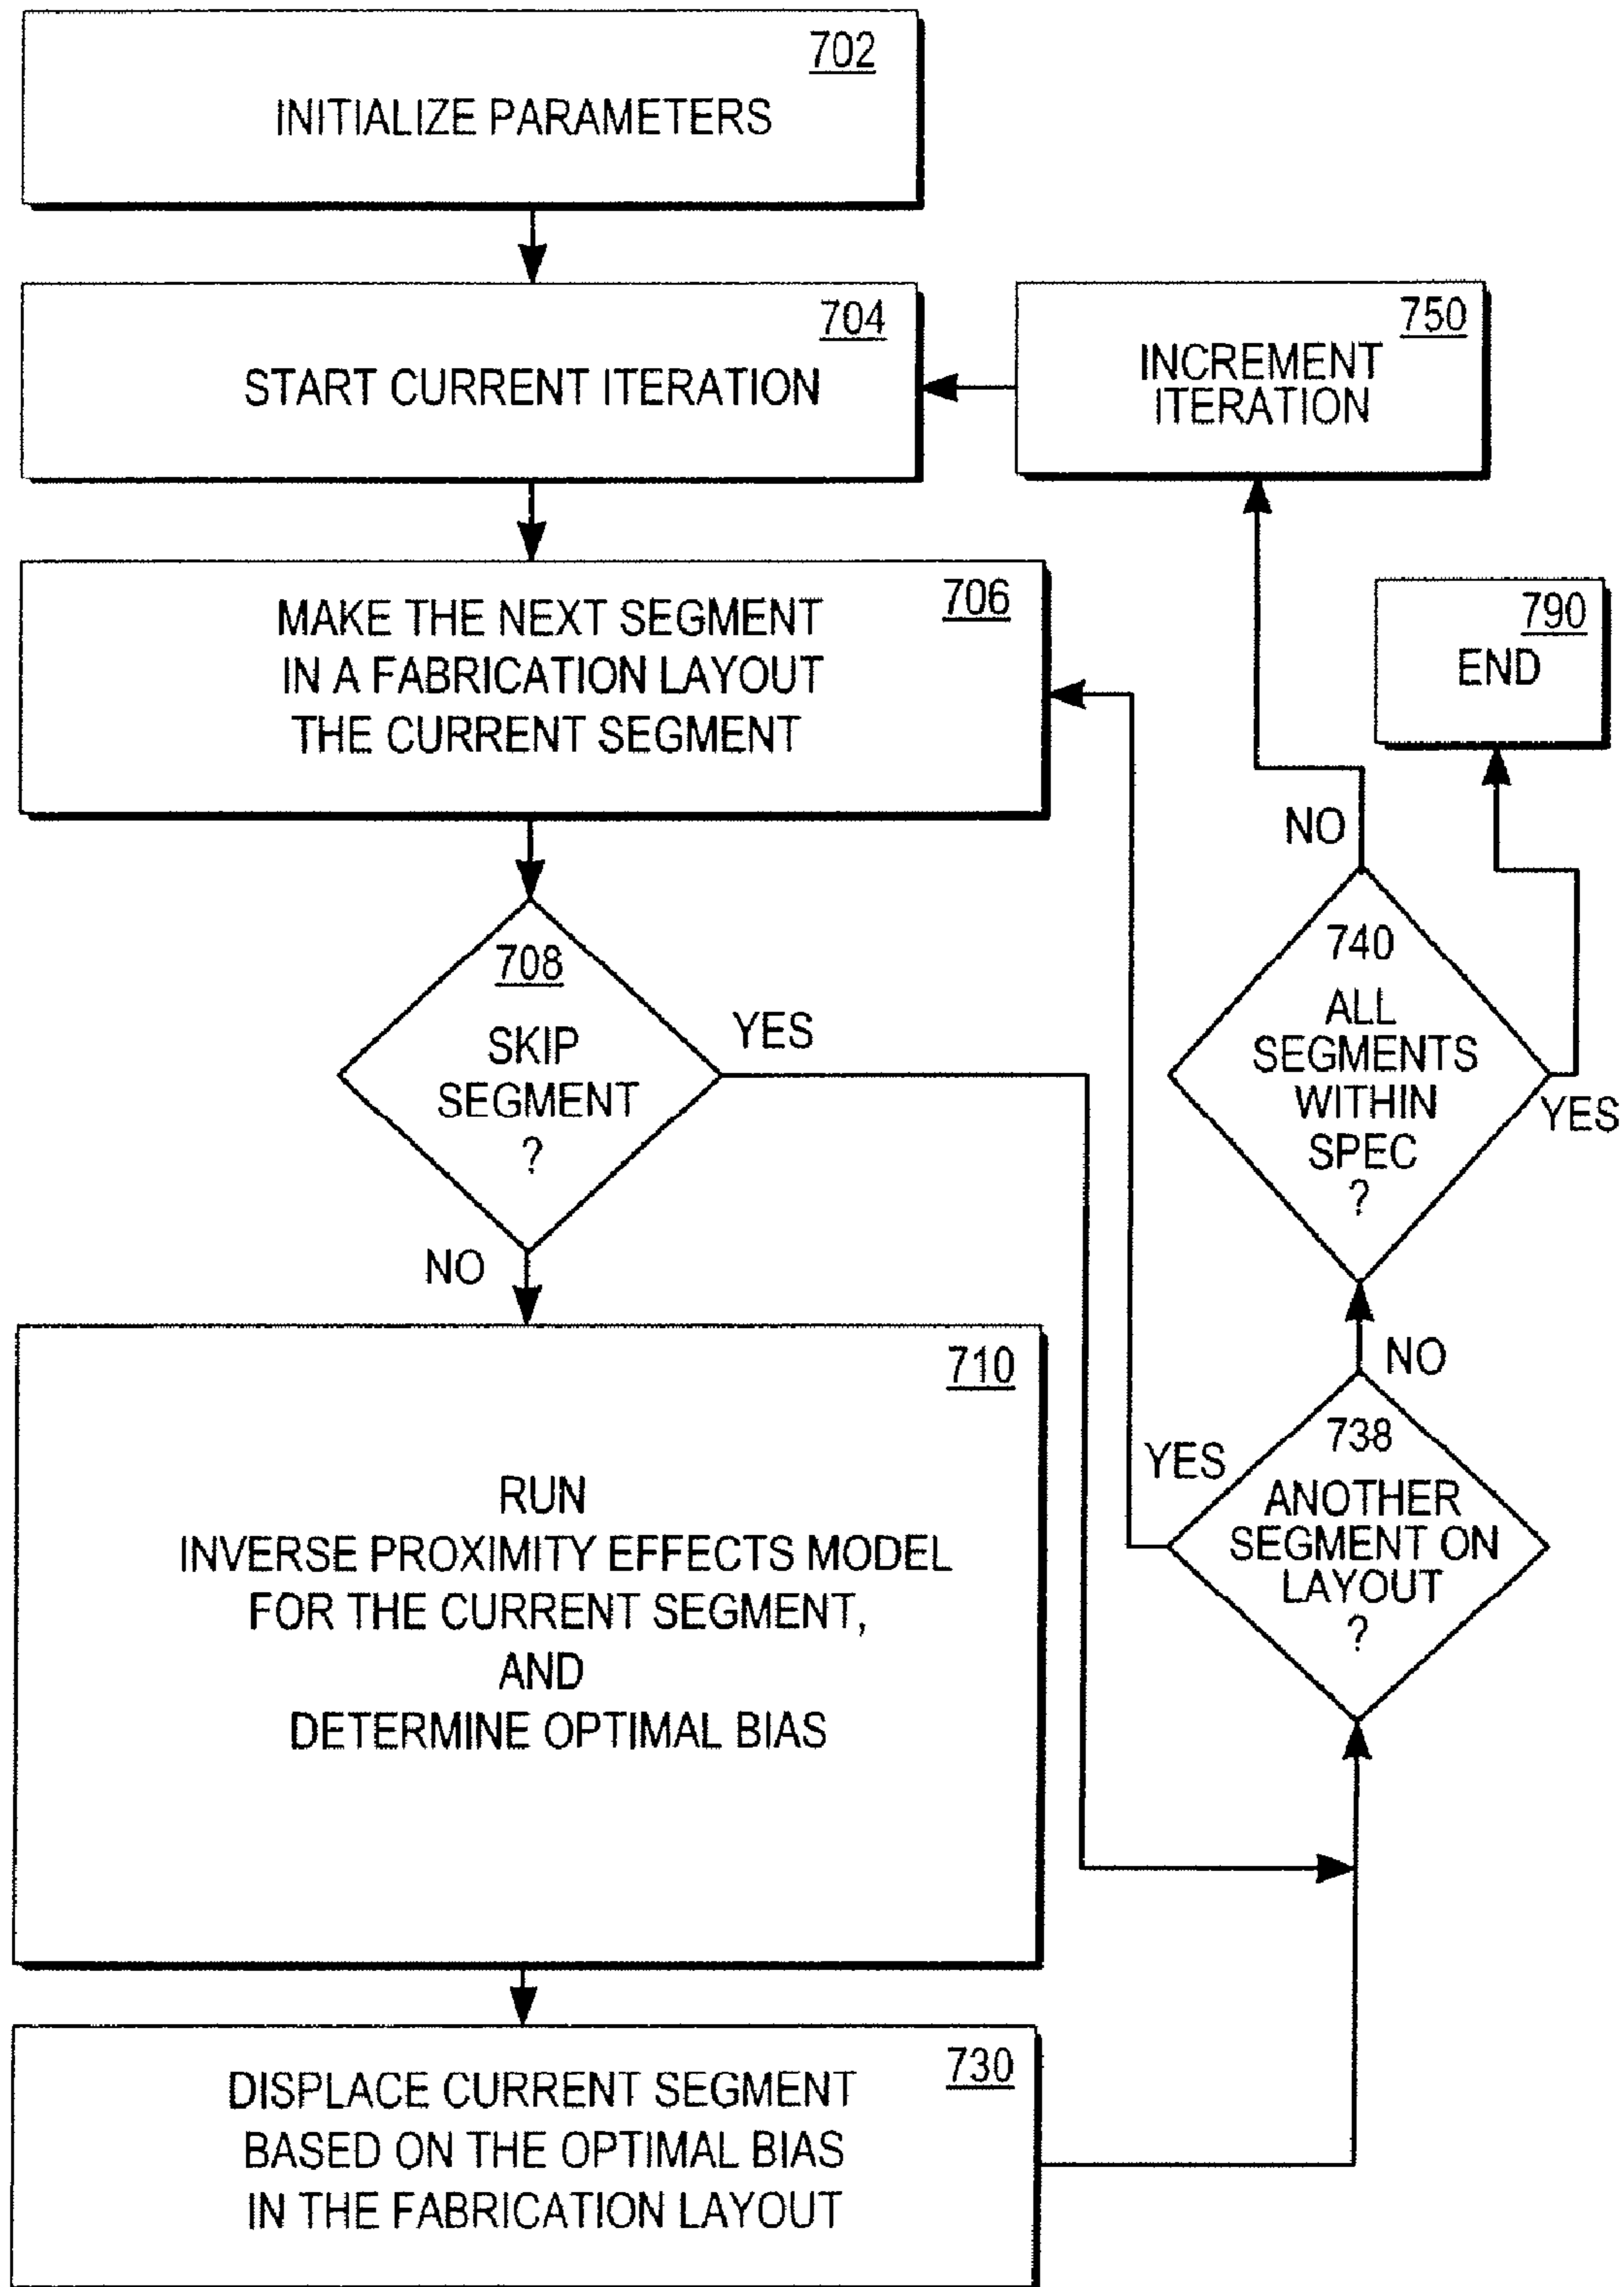 702
INITIALIZE PARAMETERS
704
START CURRENT ITERATION
750
INCREMENT
ITERATION
706
MAKE THE NEXT SEGMENT
IN A FABRICATION LAYOUT
THE CURRENT SEGMENT
790
END
708
SKIP
SEGMENT
?
YES
NO
NO
740
ALL
SEGMENTS
WITHIN
SPEC
?
YES
710
RUN
INVERSE PROXIMITY EFFECTS MODEL
FOR THE CURRENT SEGMENT,
AND
DETERMINE OPTIMAL BIAS
NO
738
ANOTHER
SEGMENT ON
LAYOUT
?
YES
730
DISPLACE CURRENT SEGMENT
BASED ON THE OPTIMAL BIAS
IN THE FABRICATION LAYOUT